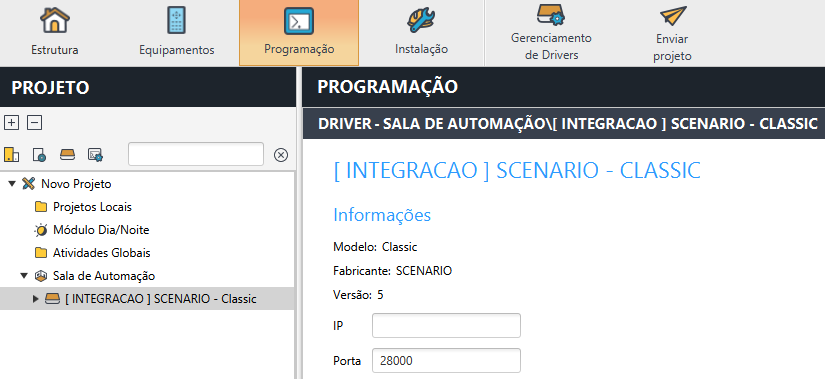 Estrutura
Equipamentos
Programação
Instalação
Gerenciamento
de Drivers
Enviar
projeto
PROJETO
Novo Projeto
Projetos Locais
Módulo Dia/Noite
Atividades Globais
Sala de Automação
[ INTEGRACAO ] SCENARIO - Classic
PROGRAMAÇÃO
DRIVER - SALA DE AUTOMAÇÃO\[ INTEGRACAO ] SCENARIO - CLASSIC
[ INTEGRACAO ] SCENARIO - CLASSIC
Informações
Modelo: Classic
Fabricante: SCENARIO
Versão: 5
IP
Porta 28000